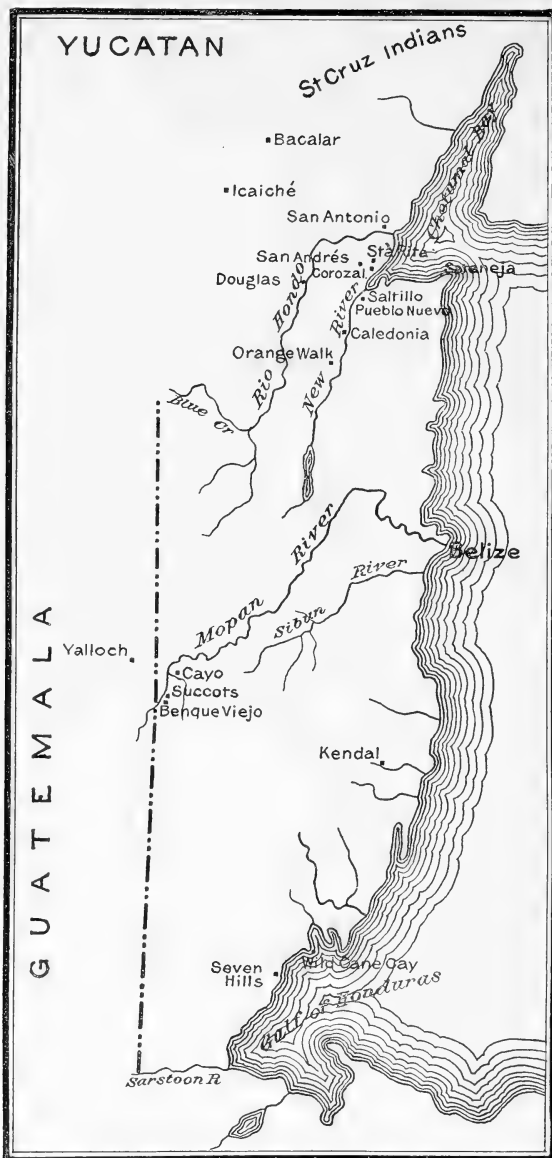 YUCATAN
St Cruz Indians
Bacalar
Icaiché
San Antonio
Chetumal Bay
San Andrés
Sta Rita
Corozal
Douglas
Saraneja
Saltillo
Pueblo Nuevo
Caledonia
Orange Walk
Rio Hondo
New River
Blue Cr
Belize
Mopan River
Sibun River
Yalloch
Cayo
Succots
Benque Viejo
Kendal
GUATEMALA
Wild Cane Cay
Seven
Hills
Gulf of Honduras
Sarstoon R